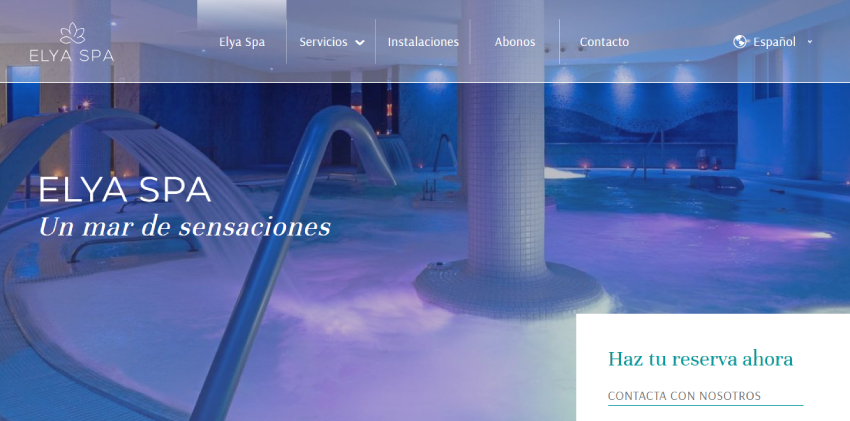 ELYA SPA
Elya Spa
Servicios
Instalaciones
Abonos
Contacto
Español
ELYA SPA
Un mar de sensaciones
Haz tu reserva ahora
CONTACTA CON NOSOTROS